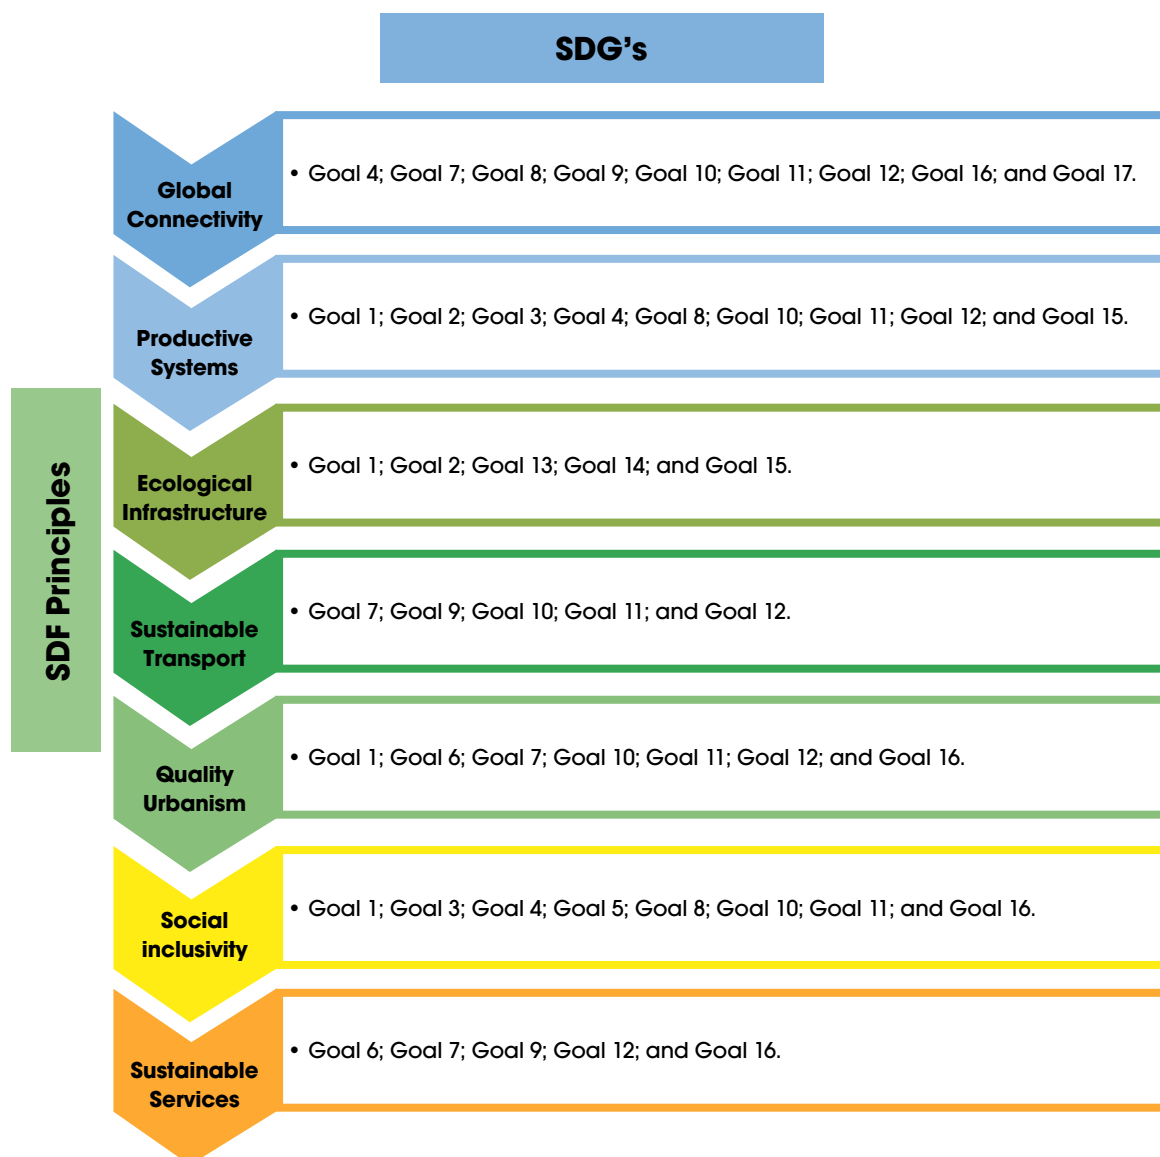 SDG's
SDF Principles
Global
Connectivity
• Goal 4; Goal 7; Goal 8; Goal 9; Goal 10; Goal 11; Goal 12; Goal 16; and Goal 17.
Productive
Systems
• Goal 1; Goal 2; Goal 3; Goal 4; Goal 8; Goal 10; Goal 11; Goal 12; and Goal 15.
Ecological
Infrastructure
• Goal 1; Goal 2; Goal 13; Goal 14; and Goal 15.
Sustainable
Transport
• Goal 7; Goal 9; Goal 10; Goal 11; and Goal 12.
Quality
Urbanism
• Goal 1; Goal 6; Goal 7; Goal 10; Goal 11; Goal 12; and Goal 16.
Social
inclusivity
• Goal 1; Goal 3; Goal 4; Goal 5; Goal 8; Goal 10; Goal 11; and Goal 16.
Sustainable
Services
• Goal 6; Goal 7; Goal 9; Goal 12; and Goal 16.